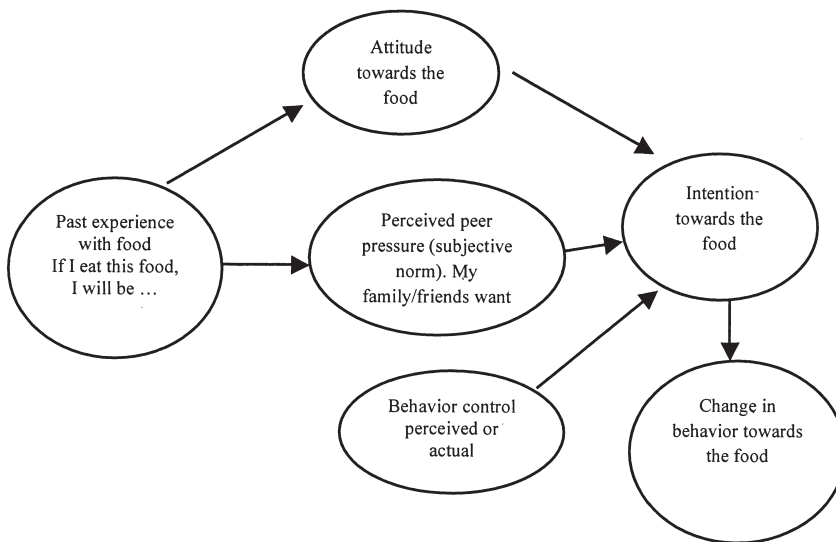 Attitude
towards the
food
Past experience
with food
If I eat this food,
I will be ...
Perceived peer
pressure (subjective
norm). My
family/friends want
Intention-
towards the
food
Behavior control
perceived or
actual
Change in
behavior towards
the food